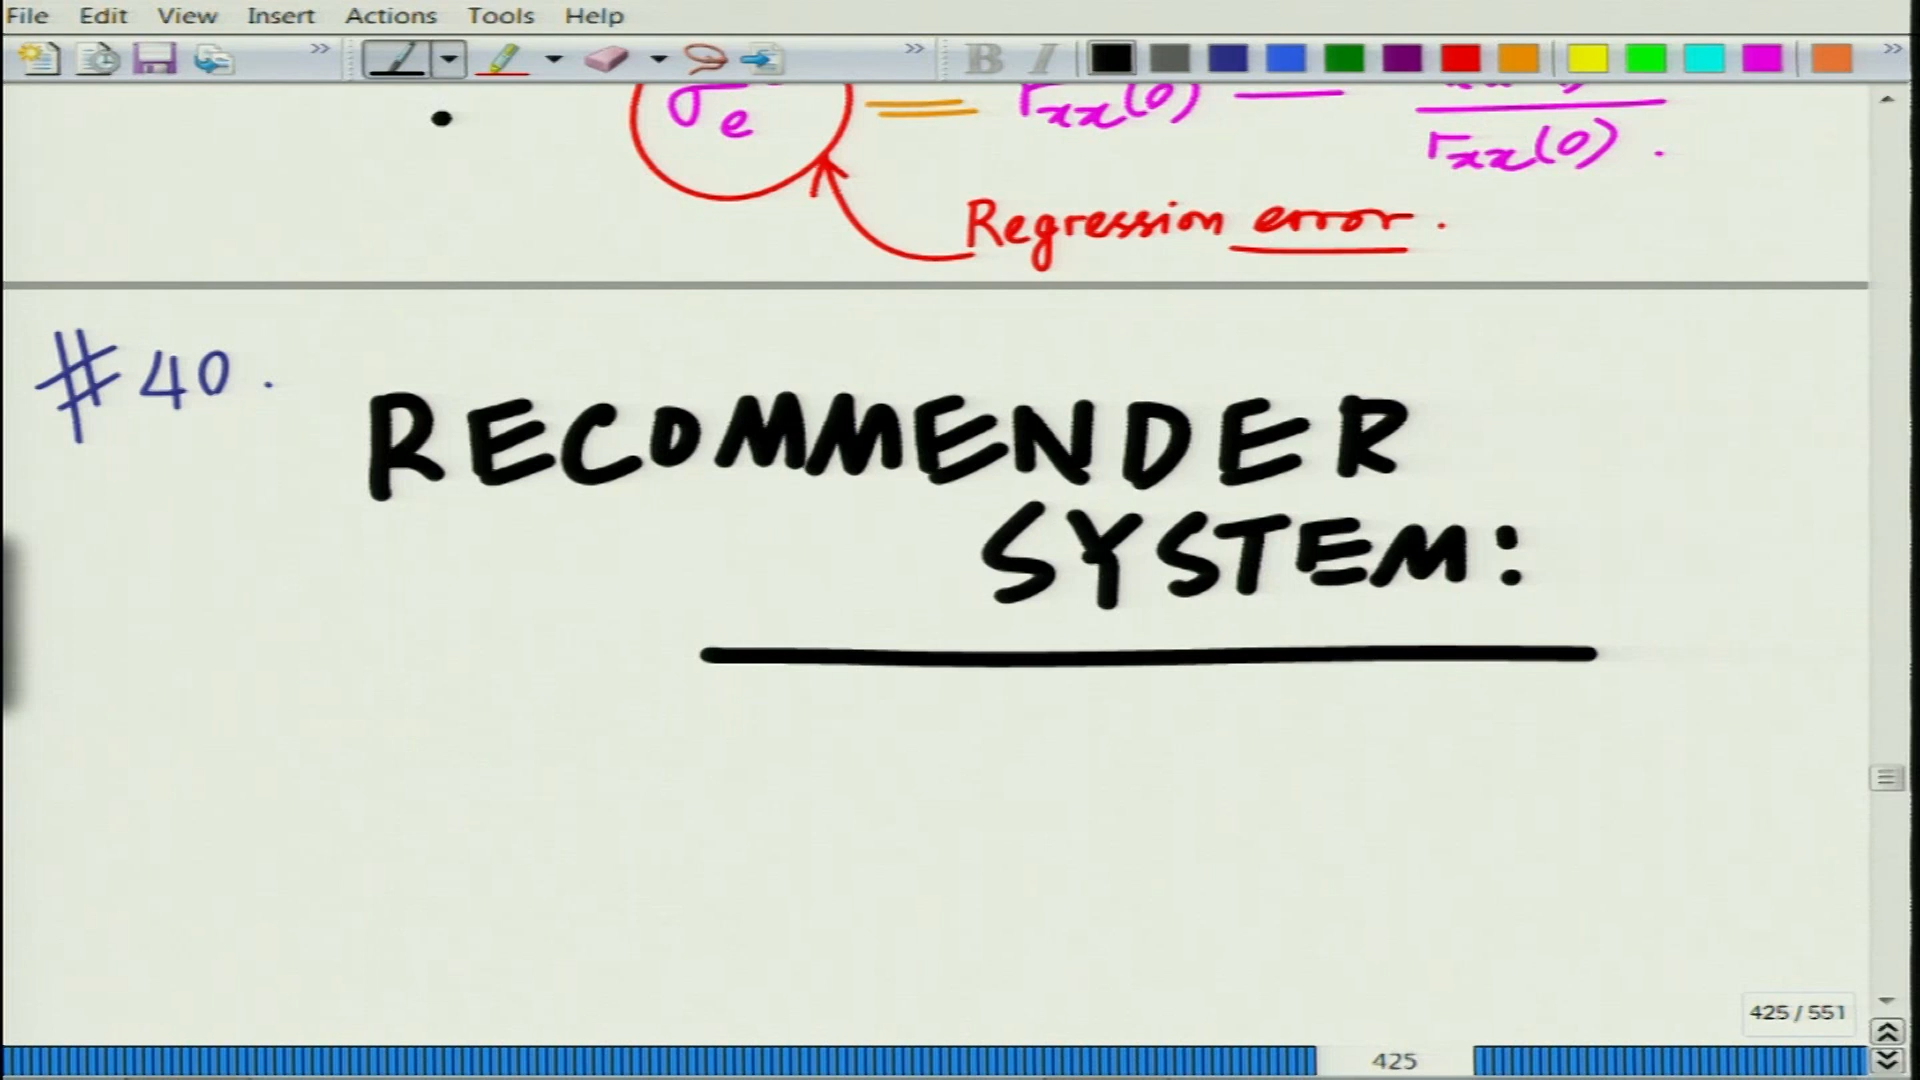 File Edit View Insert Actions Tools Help
B I
σe = rxx(0) — 
rxx(0) .
Regression error .
#40 .
RECOMMENDER
SYSTEM:
425 / 551
425